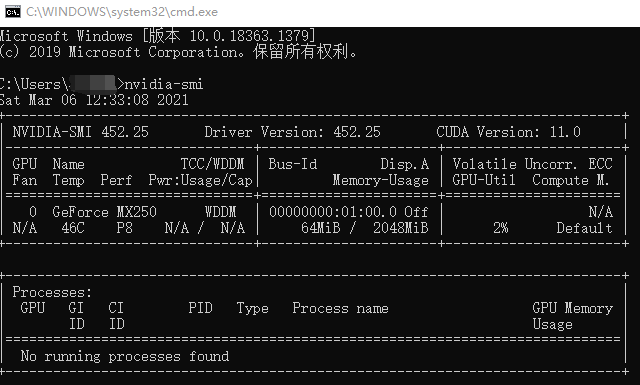 C:\WINDOWS\system32\cmd.exe
Microsoft Windows [版本 10.0.18363.1379]
(c) 2019 Microsoft Corporation。保留所有权利。
C:\Users\ >nvidia-smi
Sat Mar 06 12:33:08 2021
NVIDIA-SMI 452.25 Driver Version: 452.25 CUDA Version: 11.0
GPU Name TCC/WDDM Bus-Id Disp.A Volatile Uncorr. ECC
Fan Temp Perf Pwr:Usage/Cap Memory-Usage GPU-Util Compute M.
0 GeForce MX250 WDDM 00000000:01:00.0 Off N/A
N/A 46C P8 N/A / N/A 64MiB / 2048MiB 2% Default
Processes:
GPU GI CI PID Type Process name GPU Memory
ID ID Usage
No running processes found